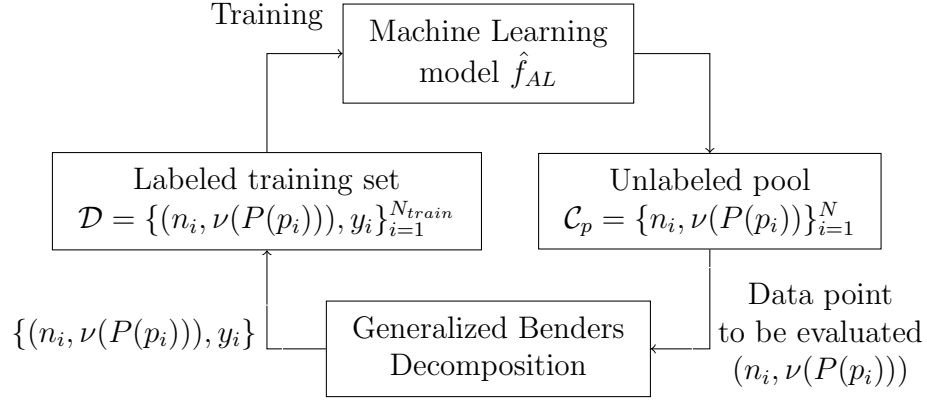 Training
Machine Learning
model $\hat{f}_{AL}$
Labeled training set
$\mathcal{D} = \{(n_i, \nu(P(p_i))), y_i\}_{i=1}^{N_{train}}$
Unlabeled pool
$\mathcal{C}_p = \{n_i, \nu(P(p_i))\}_{i=1}^{N}$
$\{(n_i, \nu(P(p_i))), y_i\}$
Generalized Benders
Decomposition
Data point
to be evaluated
$(n_i, \nu(P(p_i)))$